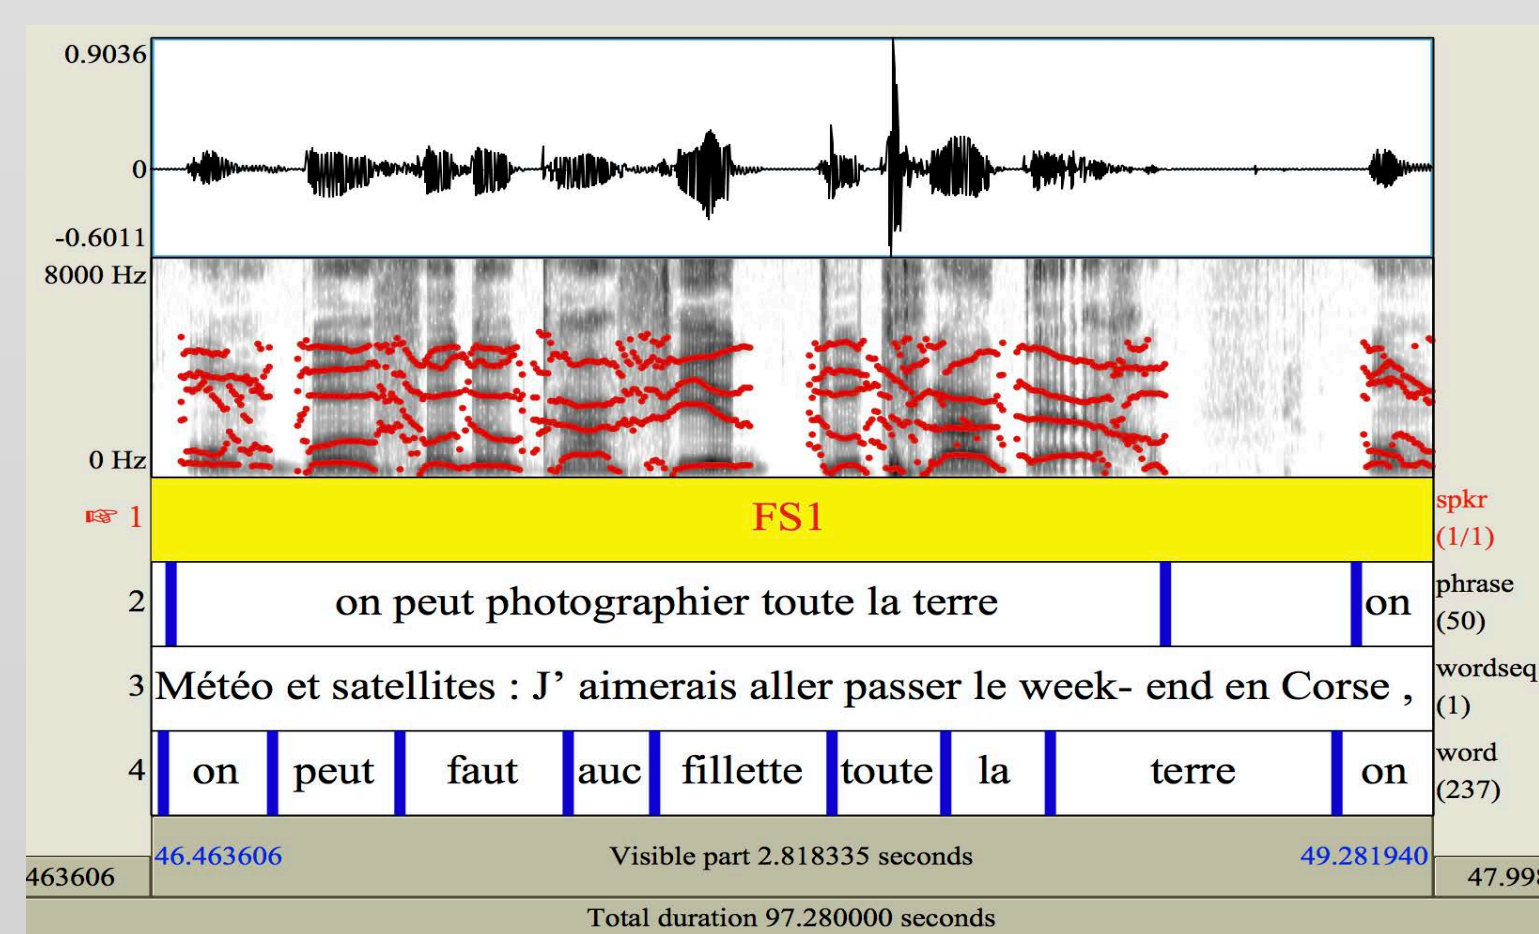 0.9036
0
-0.6011
8000 Hz
0 Hz
☞ 1 FS1 spkr
(1/1)
2 on peut photographier toute la terre on phrase
(50)
3 Météo et satellites : J’ aimerais aller passer le week- end en Corse , wordseq
(1)
4 on peut faut auc fillette toute la terre on word
(237)
46.463606 Visible part 2.818335 seconds 49.281940
463606 47.998
Total duration 97.280000 seconds